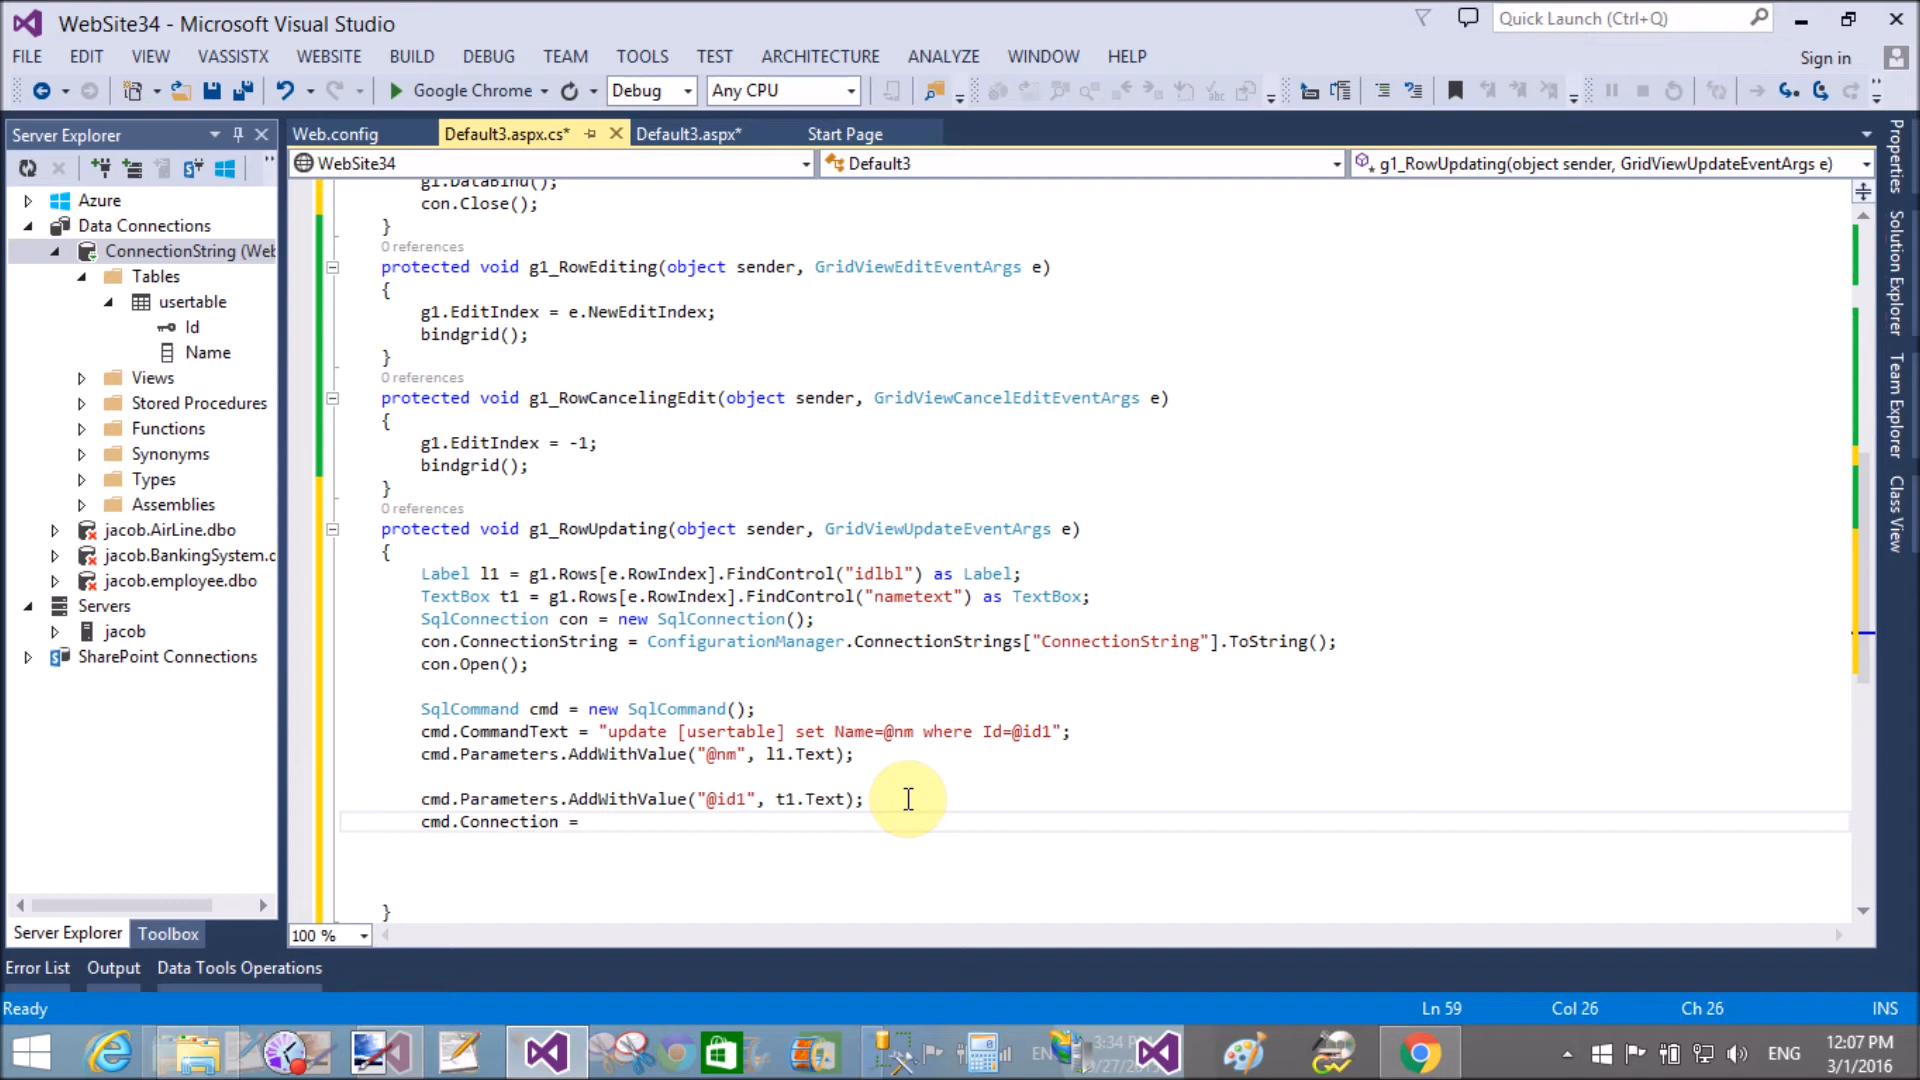 WebSite34 - Microsoft Visual Studio
Quick Launch (Ctrl+Q)
FILE EDIT VIEW VASSISTX WEBSITE BUILD DEBUG TEAM TOOLS TEST ARCHITECTURE ANALYZE WINDOW HELP
Sign in
Google Chrome Debug Any CPU
Server Explorer
Web.config Default3.aspx.cs* Default3.aspx* Start Page
WebSite34 Default3 g1_RowUpdating(object sender, GridViewUpdateEventArgs e)
Azure
Data Connections
ConnectionString (Web
Tables
usertable
Id
Name
Views
Stored Procedures
Functions
Synonyms
Types
Assemblies
jacob.AirLine.dbo
jacob.BankingSystem.c
jacob.employee.dbo
Servers
jacob
SharePoint Connections
g1.DataBind();
con.Close();
}
0 references
protected void g1_RowEditing(object sender, GridViewEditEventArgs e)
{
g1.EditIndex = e.NewEditIndex;
bindgrid();
}
0 references
protected void g1_RowCancelingEdit(object sender, GridViewCancelEditEventArgs e)
{
g1.EditIndex = -1;
bindgrid();
}
0 references
protected void g1_RowUpdating(object sender, GridViewUpdateEventArgs e)
{
Label l1 = g1.Rows[e.RowIndex].FindControl("idlbl") as Label;
TextBox t1 = g1.Rows[e.RowIndex].FindControl("nametext") as TextBox;
SqlConnection con = new SqlConnection();
con.ConnectionString = ConfigurationManager.ConnectionStrings["ConnectionString"].ToString();
con.Open();
SqlCommand cmd = new SqlCommand();
cmd.CommandText = "update [usertable] set Name=@nm where Id=@id1";
cmd.Parameters.AddWithValue("@nm", l1.Text);
cmd.Parameters.AddWithValue("@id1", t1.Text);
cmd.Connection =
}
100 %
Properties
Solution Explorer
Team Explorer
Class View
Server Explorer Toolbox
Error List Output Data Tools Operations
Ready Ln 59 Col 26 Ch 26 INS
EN 3:34 PM
ENG 12:07 PM
3/1/2016